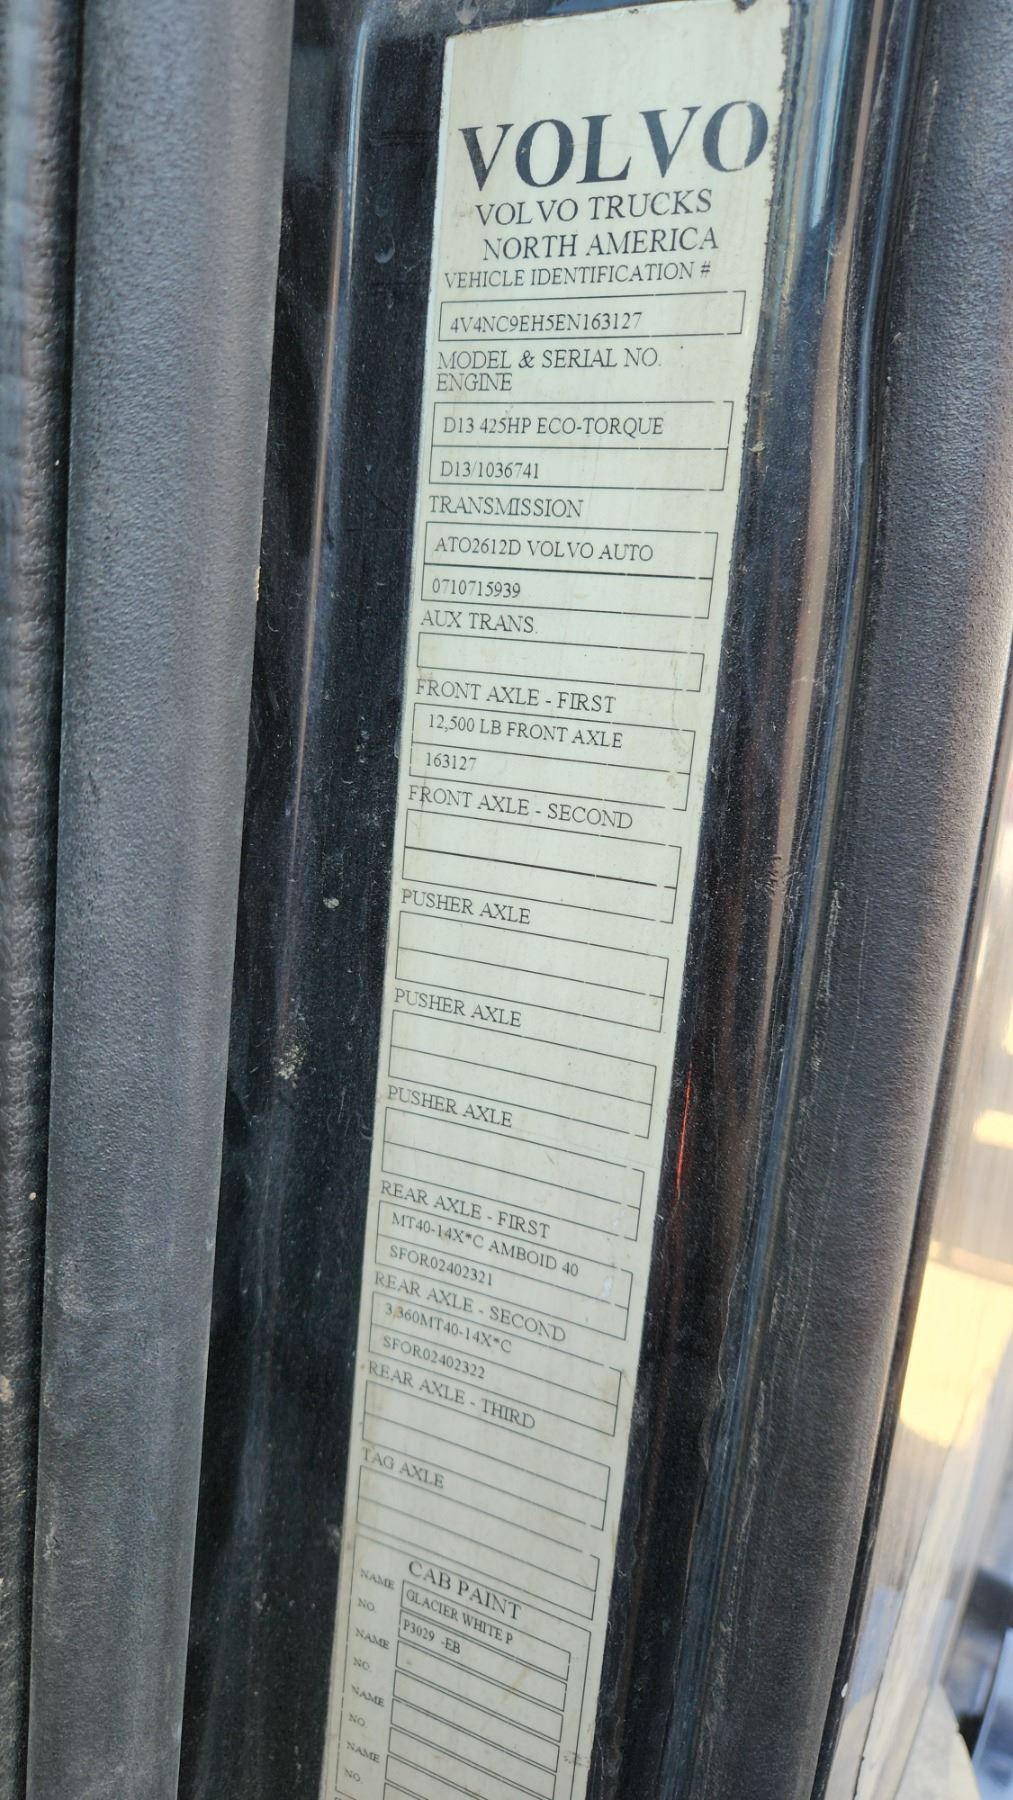 VOLVO
VOLVO TRUCKS
NORTH AMERICA
VEHICLE IDENTIFICATION #
4V4NC9EH5EN163127
MODEL & SERIAL NO.
ENGINE
D13 425HP ECO-TORQUE
D13/1036741
TRANSMISSION
ATO2612D VOLVO AUTO
0710715939
AUX TRANS.
FRONT AXLE - FIRST
12,500 LB FRONT AXLE
163127
FRONT AXLE - SECOND
PUSHER AXLE
PUSHER AXLE
PUSHER AXLE
REAR AXLE - FIRST
MT40-14X*C AMBOID 40
SFOR02402321
REAR AXLE - SECOND
3,360MT40-14X*C
SFOR02402322
REAR AXLE - THIRD
TAG AXLE
CAB PAINT
NAME GLACIER WHITE P
NO. P3029 -EB
NAME
NO.
NAME
NO.
NAME
NO.